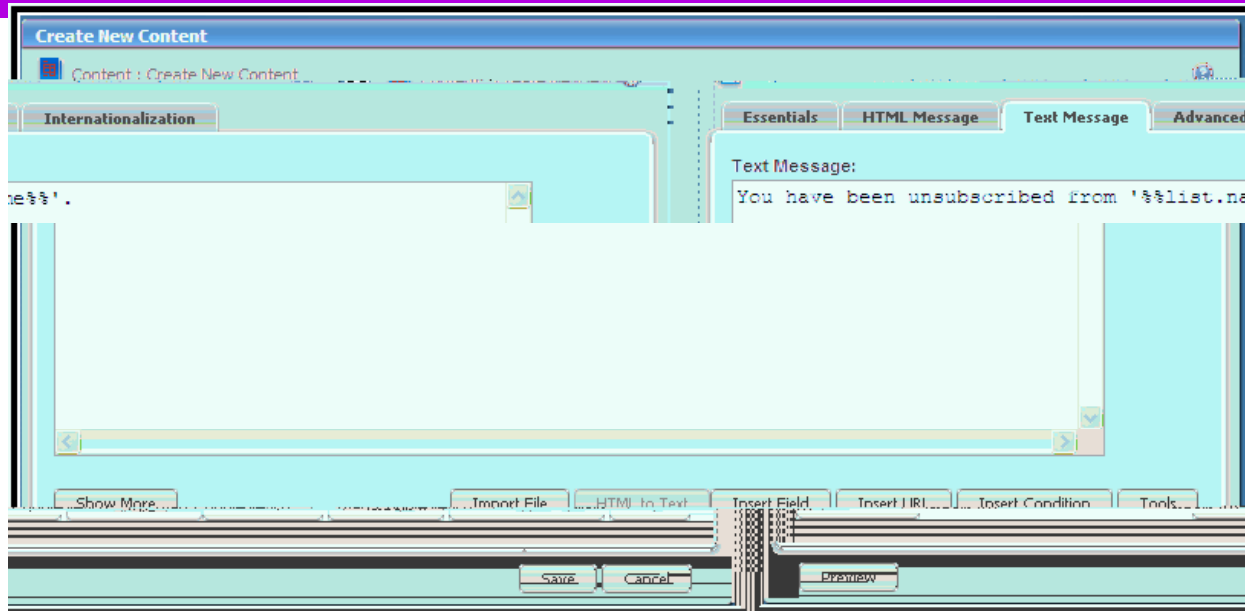 Create New Content
Content : Create New Content
Internationalization
Essentials HTML Message Text Message Advanced
Text Message:
me%%'.
You have been unsubscribed from '%%list.na
Show More Import File HTML to Text Insert Field Insert URL Insert Condition Tools
Save Cancel Preview